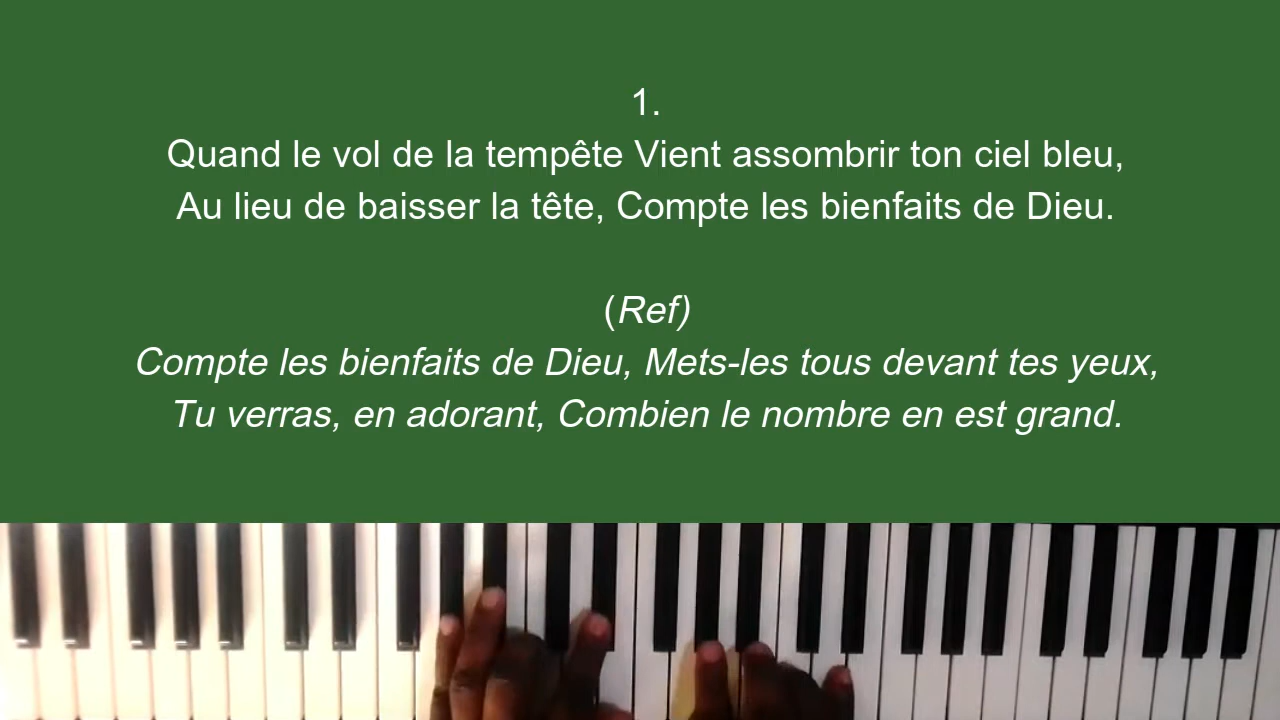 1.
Quand le vol de la tempête Vient assombrir ton ciel bleu,
Au lieu de baisser la tête, Compte les bienfaits de Dieu.
(Ref)
Compte les bienfaits de Dieu, Mets-les tous devant tes yeux,
Tu verras, en adorant, Combien le nombre en est grand.